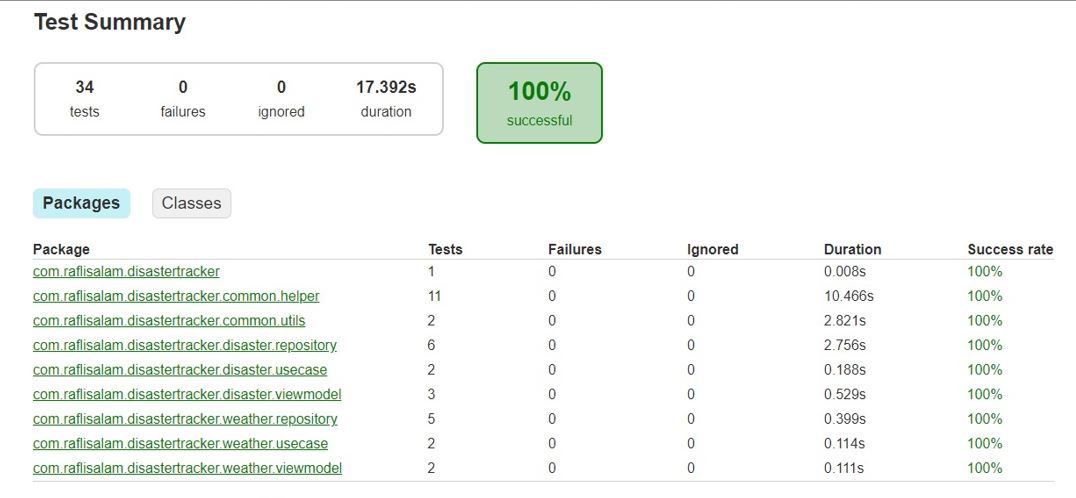 Test Summary
34 0 0 17.392s
tests failures ignored duration
100%
successful
Packages Classes
Package Tests Failures Ignored Duration Success rate
com.raflisalam.disastertracker 1 0 0 0.008s 100%
com.raflisalam.disastertracker.common.helper 11 0 0 10.466s 100%
com.raflisalam.disastertracker.common.utils 2 0 0 2.821s 100%
com.raflisalam.disastertracker.disaster.repository 6 0 0 2.756s 100%
com.raflisalam.disastertracker.disaster.usecase 2 0 0 0.188s 100%
com.raflisalam.disastertracker.disaster.viewmodel 3 0 0 0.529s 100%
com.raflisalam.disastertracker.weather.repository 5 0 0 0.399s 100%
com.raflisalam.disastertracker.weather.usecase 2 0 0 0.114s 100%
com.raflisalam.disastertracker.weather.viewmodel 2 0 0 0.111s 100%